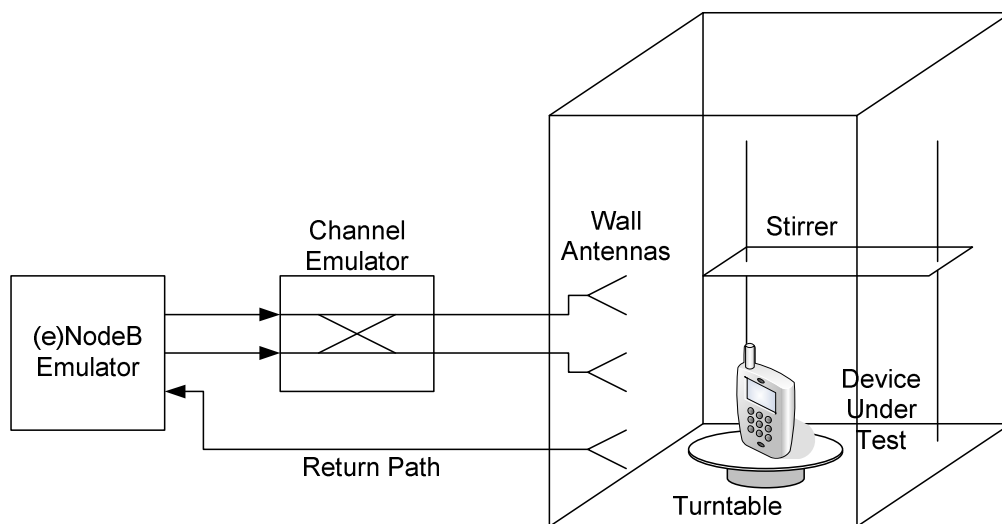 (e)NodeB
Emulator
Channel
Emulator
Wall
Antennas
Stirrer
Device
Under
Test
Return Path
Turntable